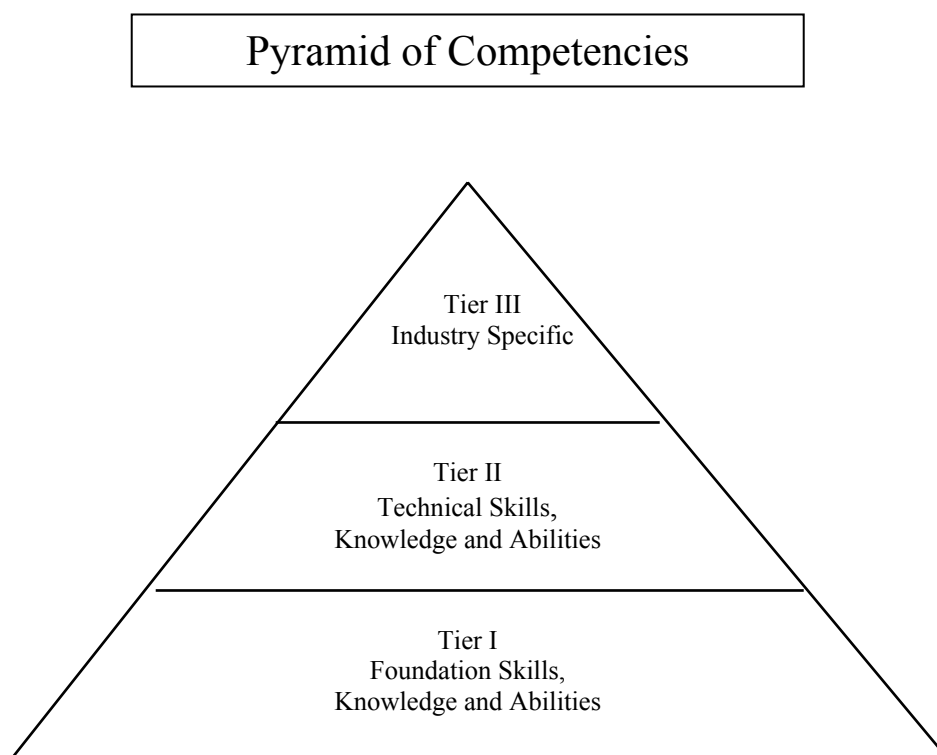 Pyramid of Competencies
Tier III
Industry Specific
Tier II
Technical Skills,
Knowledge and Abilities
Tier I
Foundation Skills,
Knowledge and Abilities